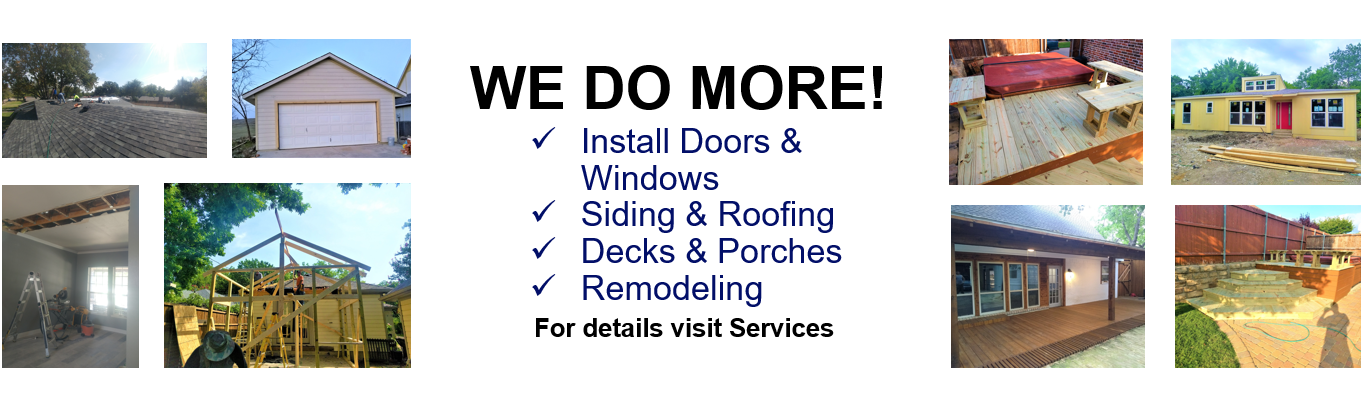 WE DO MORE!
✓ Install Doors &
Windows
✓ Siding & Roofing
✓ Decks & Porches
✓ Remodeling
For details visit Services